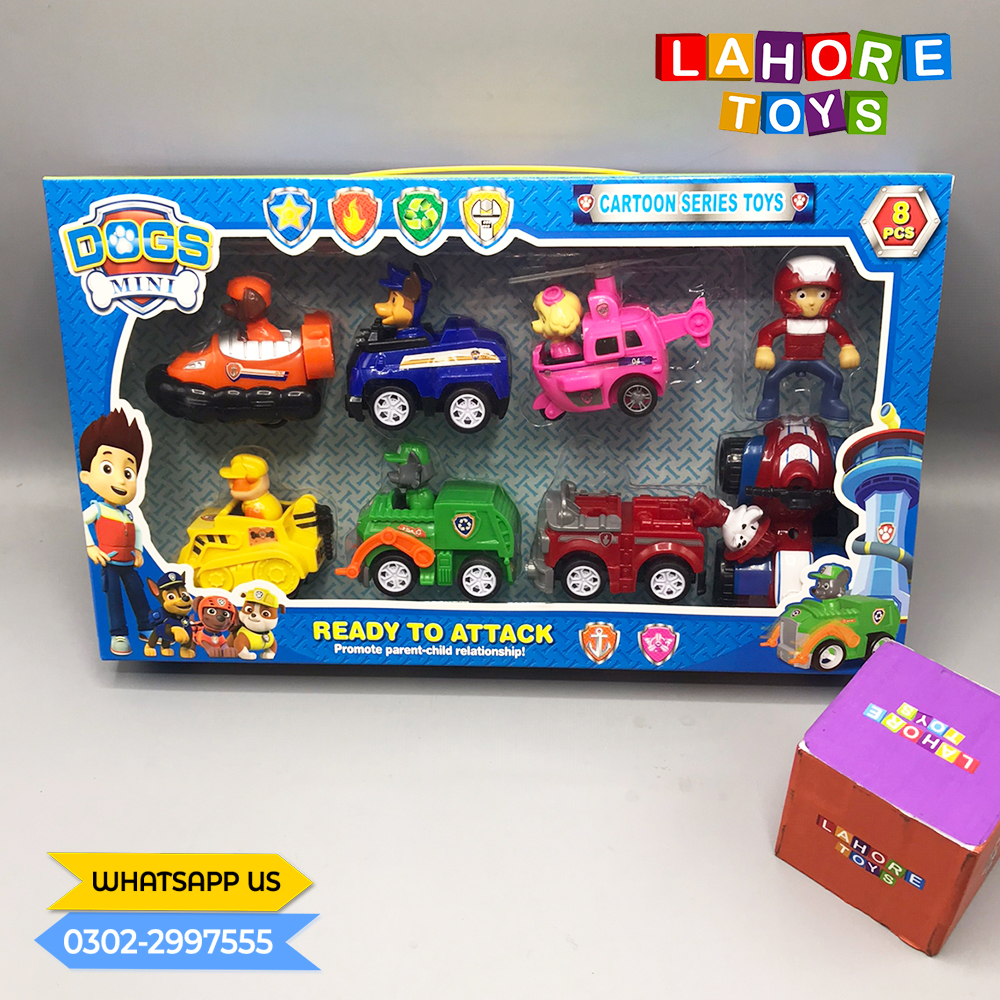 LAHORE
TOYS
CARTOON SERIES TOYS
8
PCS
DOGS
MINI
04
READY TO ATTACK
Promote parent-child relationship!
LAHORE
TOYS
LAHORE
TOYS
WHATSAPP US
0302-2997555